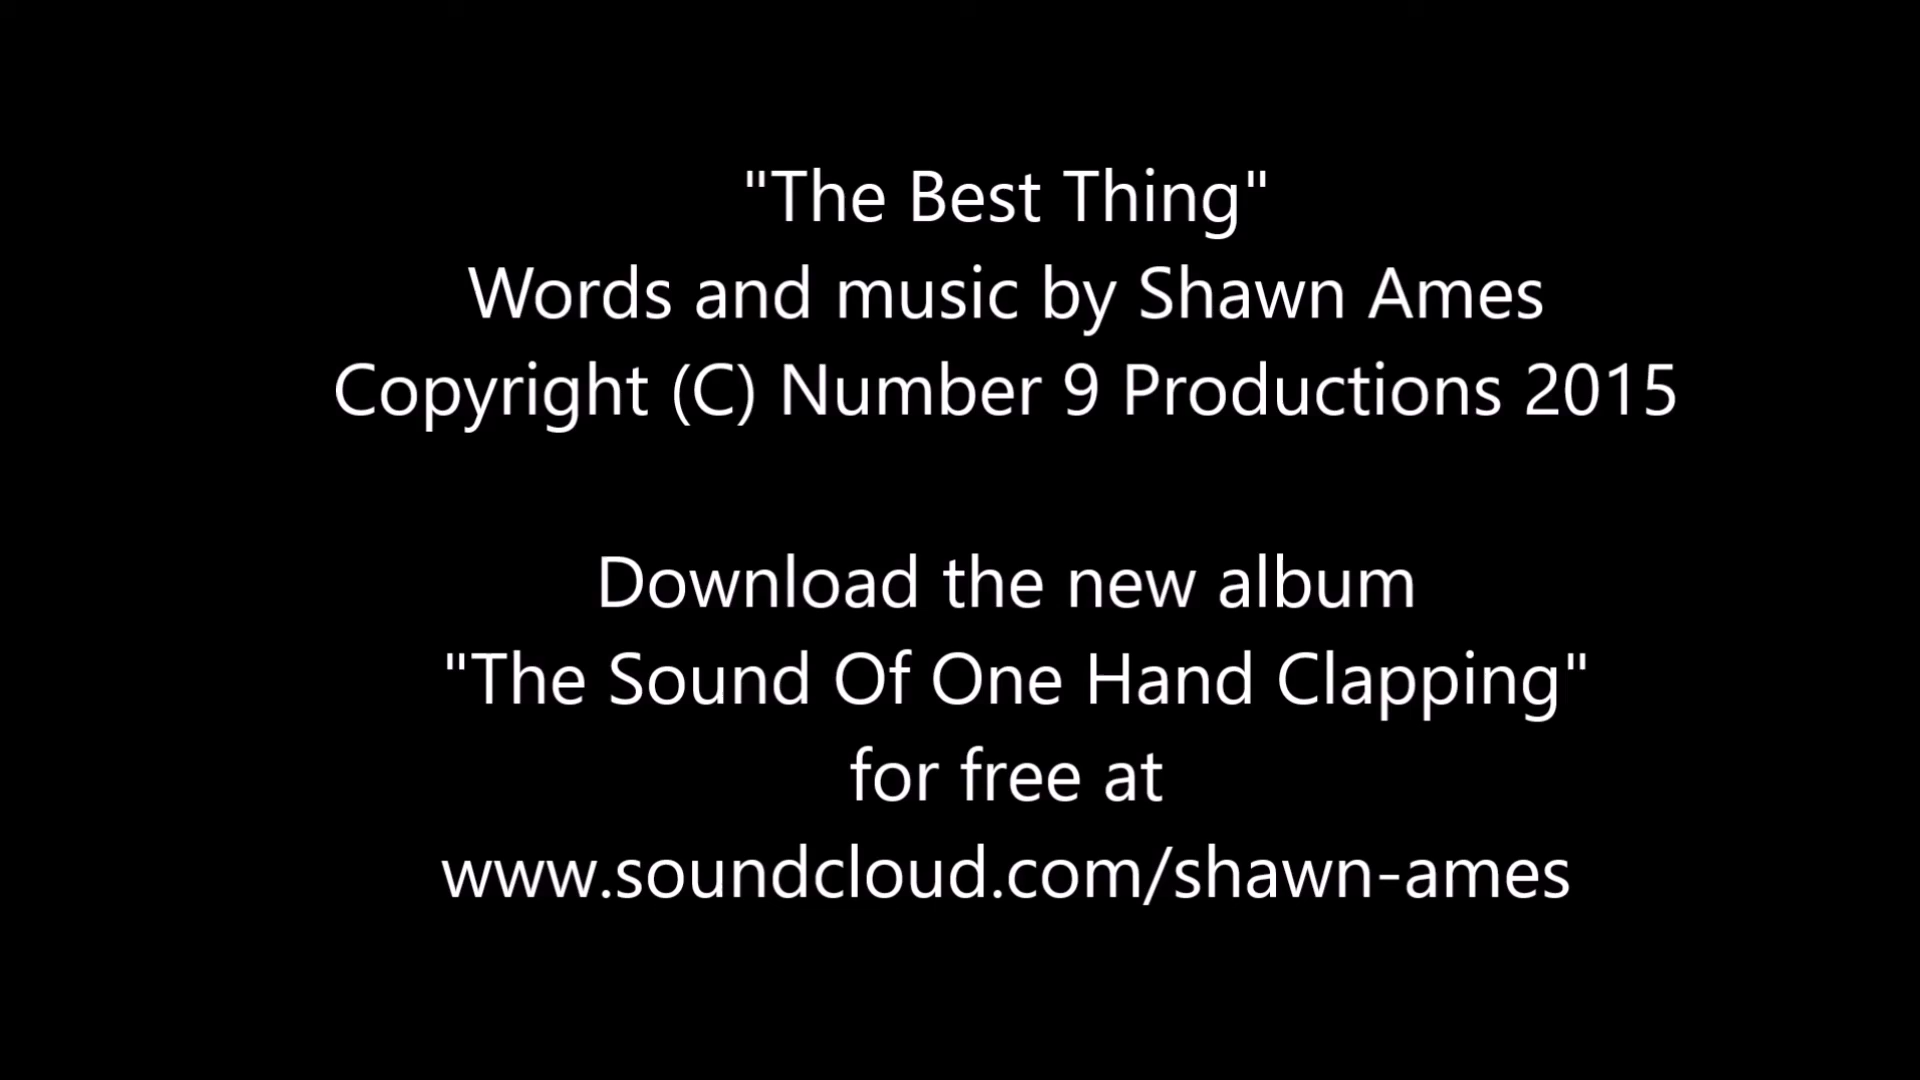 "The Best Thing"
Words and music by Shawn Ames
Copyright (C) Number 9 Productions 2015
Download the new album
"The Sound Of One Hand Clapping"
for free at
www.soundcloud.com/shawn-ames